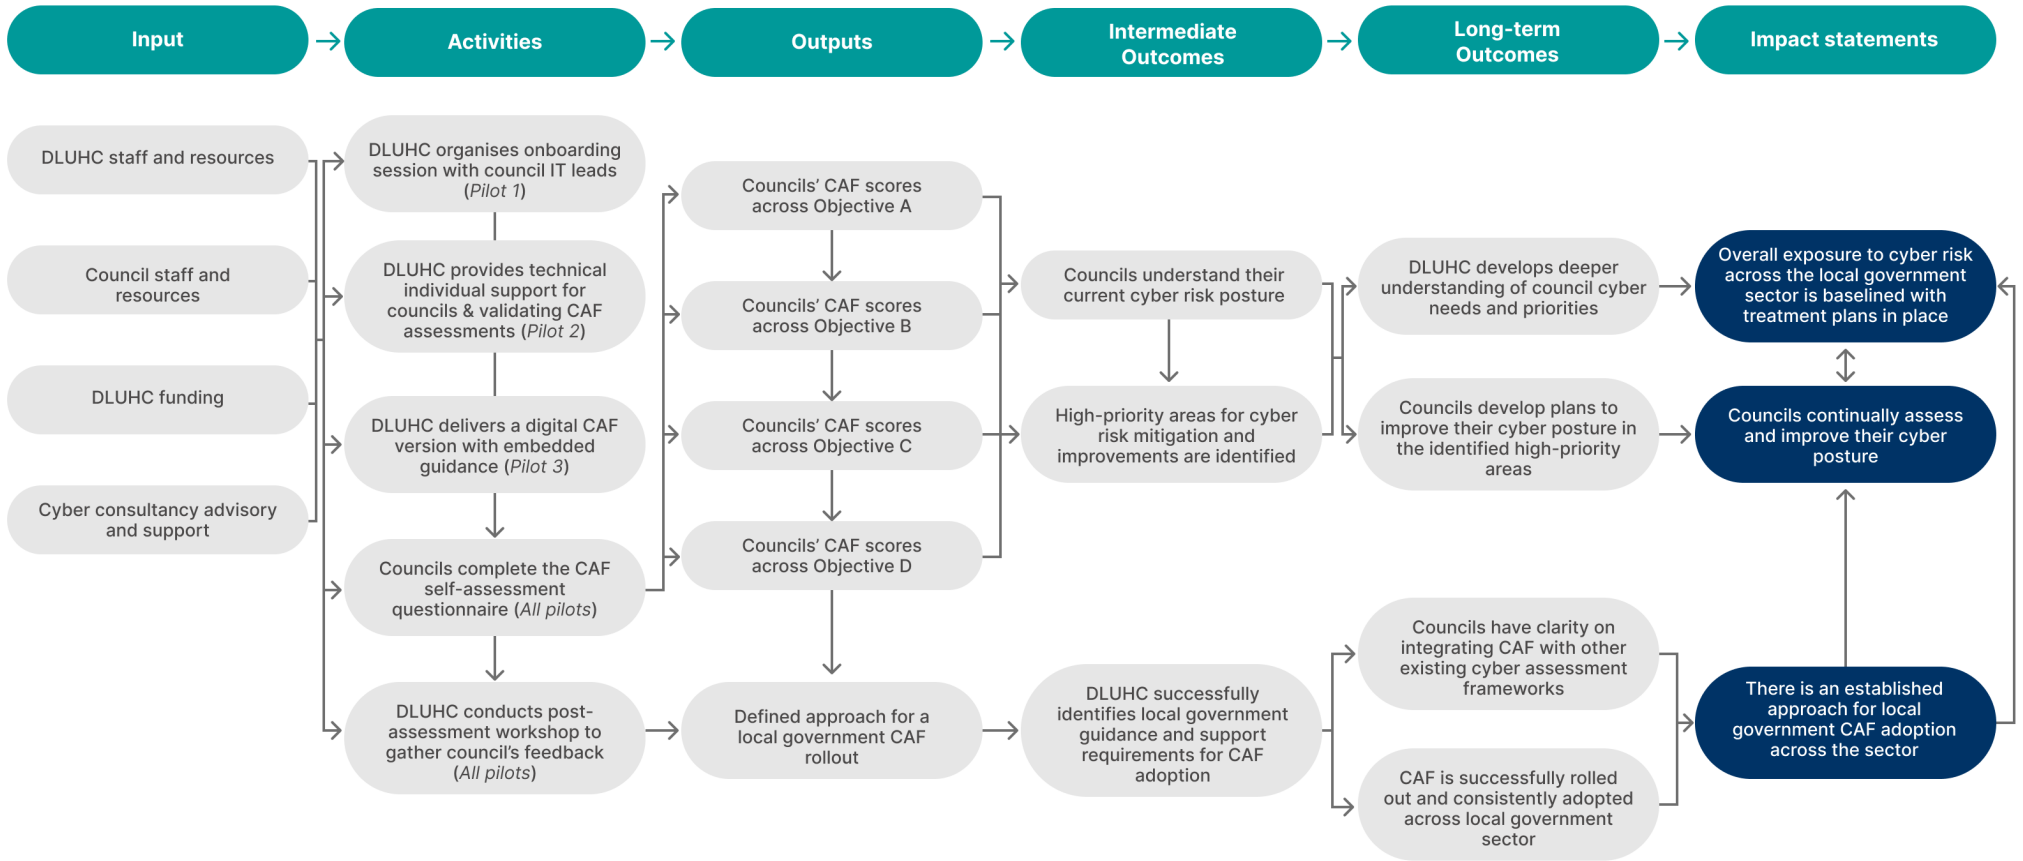 Input
Activities
Outputs
Intermediate
Outcomes
Long-term
Outcomes
Impact statements
DLUHC staff and resources
Council staff and
resources
DLUHC funding
Cyber consultancy advisory
and support
DLUHC organises onboarding
session with council IT leads
(Pilot 1)
DLUHC provides technical
individual support for
councils & validating CAF
assessments (Pilot 2)
DLUHC delivers a digital CAF
version with embedded
guidance (Pilot 3)
Councils complete the CAF
self-assessment
questionnaire (All pilots)
DLUHC conducts post-
assessment workshop to
gather council’s feedback
(All pilots)
Councils’ CAF scores
across Objective A
Councils’ CAF scores
across Objective B
Councils’ CAF scores
across Objective C
Councils’ CAF scores
across Objective D
Defined approach for a
local government CAF
rollout
Councils understand their
current cyber risk posture
High-priority areas for cyber
risk mitigation and
improvements are identified
DLUHC successfully
identifies local government
guidance and support
requirements for CAF
adoption
DLUHC develops deeper
understanding of council cyber
needs and priorities
Councils develop plans to
improve their cyber posture in
the identified high-priority
areas
Councils have clarity on
integrating CAF with other
existing cyber assessment
frameworks
CAF is successfully rolled
out and consistently adopted
across local government
sector
Overall exposure to cyber risk
across the local government
sector is baselined with
treatment plans in place
Councils continually assess
and improve their cyber
posture
There is an established
approach for local
government CAF adoption
across the sector